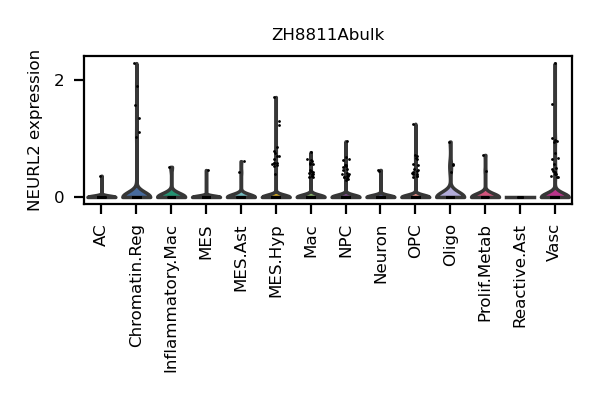 ZH8811Abulk
NEURL2 expression
2
0
AC
Chromatin.Reg
Inflammatory.Mac
MES
MES.Ast
MES.Hyp
Mac
NPC
Neuron
OPC
Oligo
Prolif.Metab
Reactive.Ast
Vasc